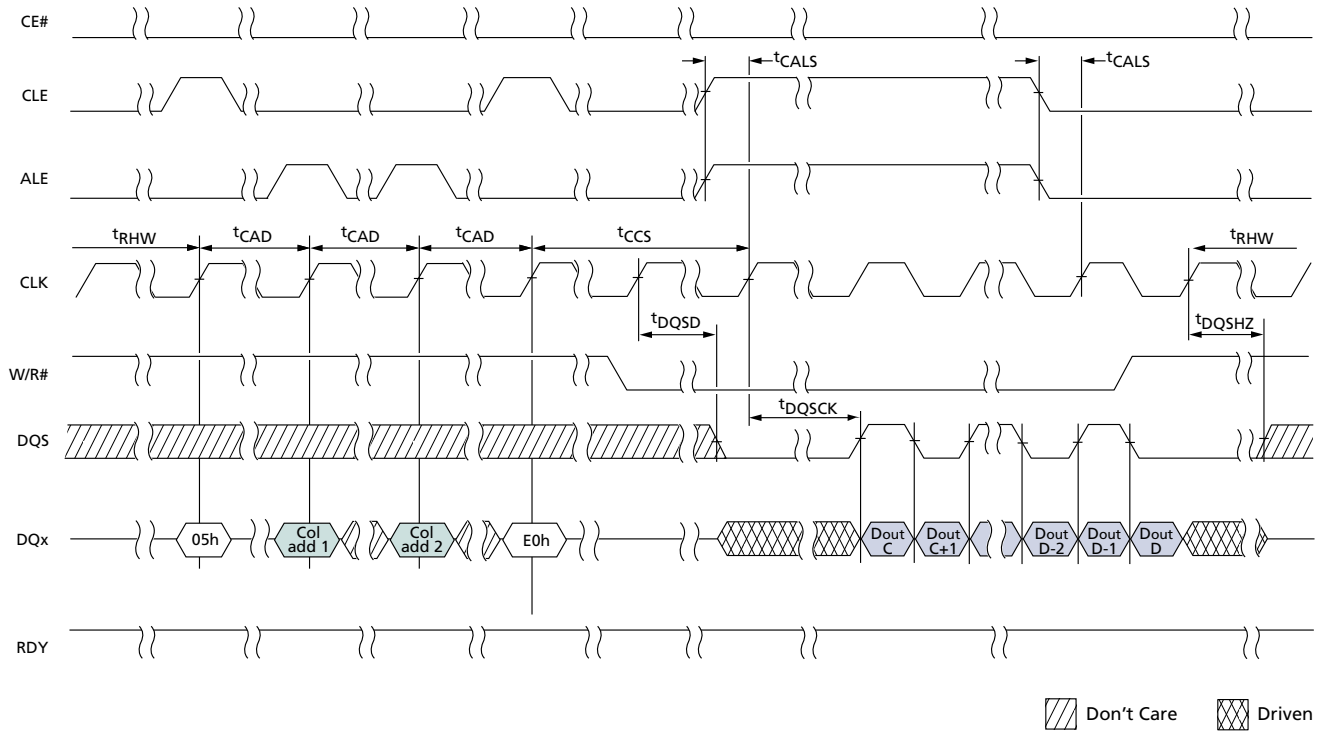 CE#
tCALS
tCALS
CLE
ALE
tRHW
tCAD
tCAD
tCAD
tCCS
tRHW
CLK
tDQSD
tDQSHZ
W/R#
tDQSCK
DQS
DQx
05h
Col
add 1
Col
add 2
E0h
Dout
C
Dout
C+1
Dout
D-2
Dout
D-1
Dout
D
RDY
Don't Care
Driven